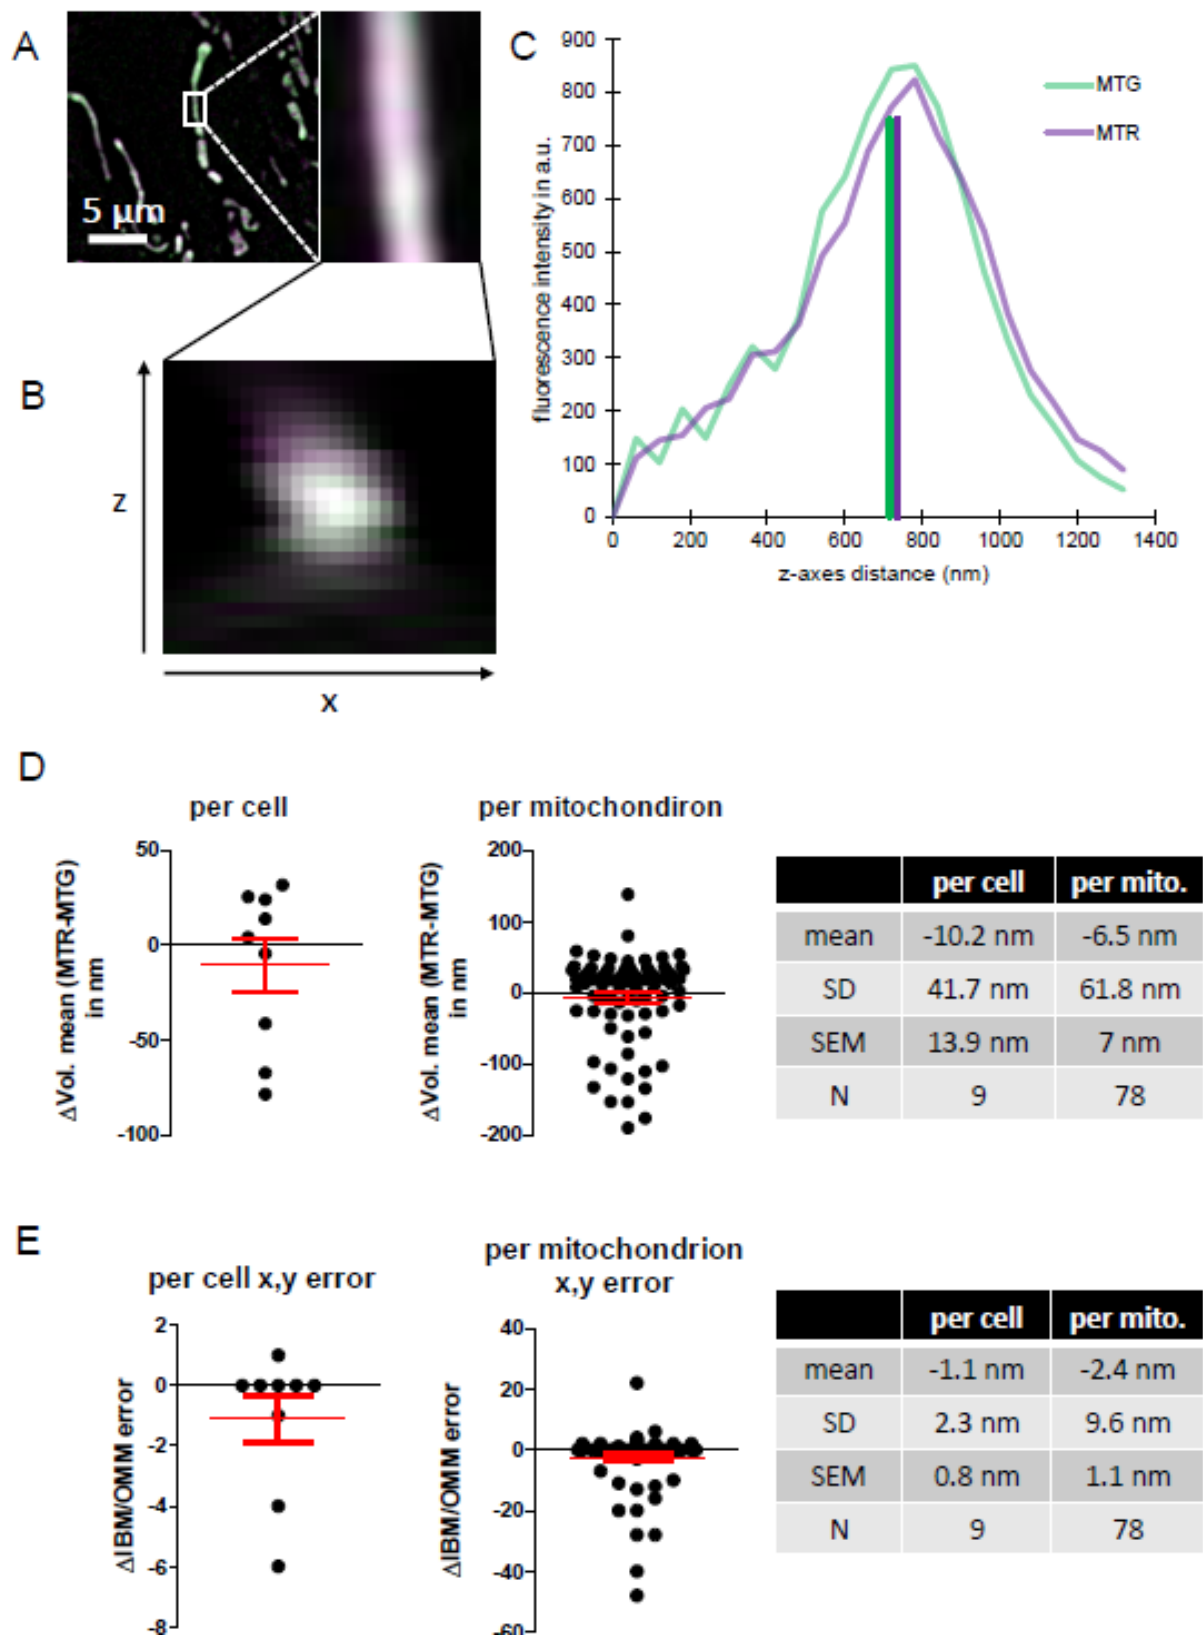 A
5 µm
B
z
x
C
900
800
700
600
500
400
300
200
100
0
fluorescence intensity in a.u.
0 200 400 600 800 1000 1200 1400
z-axes distance (nm)
MTG
MTR
D
per cell
ΔVol. mean (MTR-MTG)
in nm
50
0
-50
-100
per mitochondiron
ΔVol. mean (MTR-MTG)
in nm
200
100
0
-100
-200
per cell per mito.
mean -10.2 nm -6.5 nm
SD 41.7 nm 61.8 nm
SEM 13.9 nm 7 nm
N 9 78
E
per cell x,y error
ΔIBM/OMM error
2
0
-2
-4
-6
-8
per mitochondrion
x,y error
ΔIBM/OMM error
40
20
0
-20
-40
-60
per cell per mito.
mean -1.1 nm -2.4 nm
SD 2.3 nm 9.6 nm
SEM 0.8 nm 1.1 nm
N 9 78